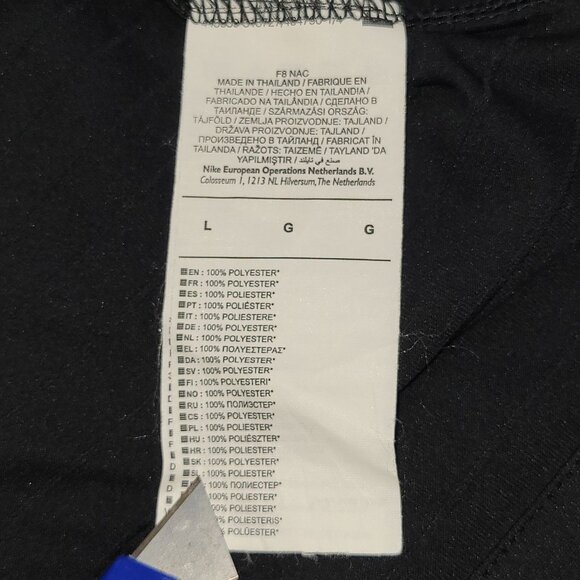 F8 NAC
MADE IN THAILAND / FABRIQUE EN
THAILANDE / HECHO EN TAILANDIA /
FABRICADO NA TAILÂNDIA / СДЕЛАНО В
ТАИЛАНДЕ / SZÁRMAZÁSI ORSZÁG:
TÁJFÖLD / ZEMLJA PROIZVODNJE: TAJLAND /
DRŽAVA PROIZVODNJE: TAJLAND /
ПРОИЗВЕДЕНО В ТАЙЛАНД / FABRICAT ÎN
TAILANDA / RAŽOTS: TAIZEMĒ / TAYLAND 'DA
YAPILMIŞTIR / صنع في تايلند
Nike European Operations Netherlands B.V.
Colosseum 1, 1213 NL Hilversum, The Netherlands
L G G
EN : 100% POLYESTER*
FR : 100% POLYESTER*
ES : 100% POLIESTER*
PT : 100% POLIÉSTER*
IT : 100% POLIESTERE*
DE : 100% POLYESTER*
NL : 100% POLYESTER*
EL : 100% ΠΟΛΥΕΣΤΕΡΑΣ*
DA : 100% POLYESTER*
SV : 100% POLYESTER*
FI : 100% POLYESTERI*
NO : 100% POLYESTER*
RU : 100% ПОЛИЭСТЕР*
CS : 100% POLYESTER*
PL : 100% POLIESTER*
HU : 100% POLIÉSZTER*
HR : 100% POLIESTER*
SK : 100% POLYESTER*
SL : 100% POLIESTER*
: 100% ПОЛИЕСТЕР*
100% POLIESTER*
100% POLIESTER*
100% POLIESTERIS*
100% POLÜESTER*